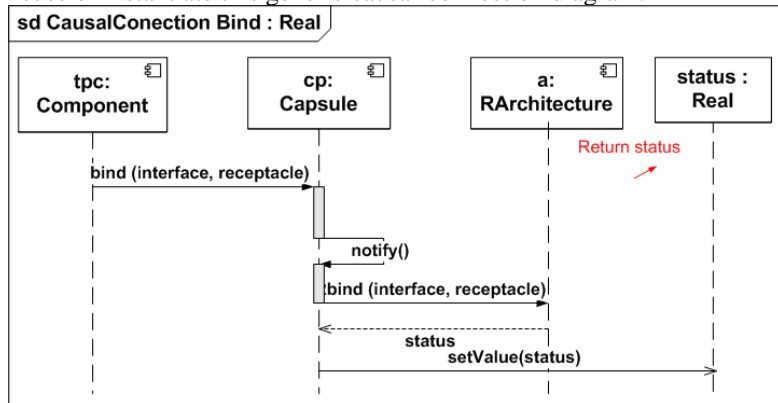 sd CausalConection Bind : Real
tpc:
Component
cp:
Capsule
a:
RArchitecture
status :
Real
Return status
bind (interface, receptacle)
notify()
bind (interface, receptacle)
status
setValue(status)